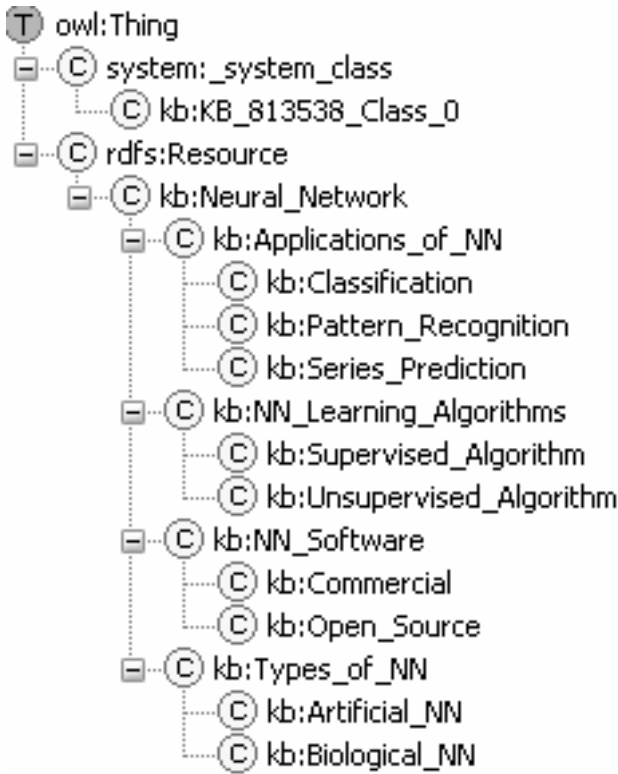 T owl:Thing
C system:_system_class
C kb:KB_813538_Class_0
C rdfs:Resource
C kb:Neural_Network
C kb:Applications_of_NN
C kb:Classification
C kb:Pattern_Recognition
C kb:Series_Prediction
C kb:NN_Learning_Algorithms
C kb:Supervised_Algorithm
C kb:Unsupervised_Algorithm
C kb:NN_Software
C kb:Commercial
C kb:Open_Source
C kb:Types_of_NN
C kb:Artificial_NN
C kb:Biological_NN